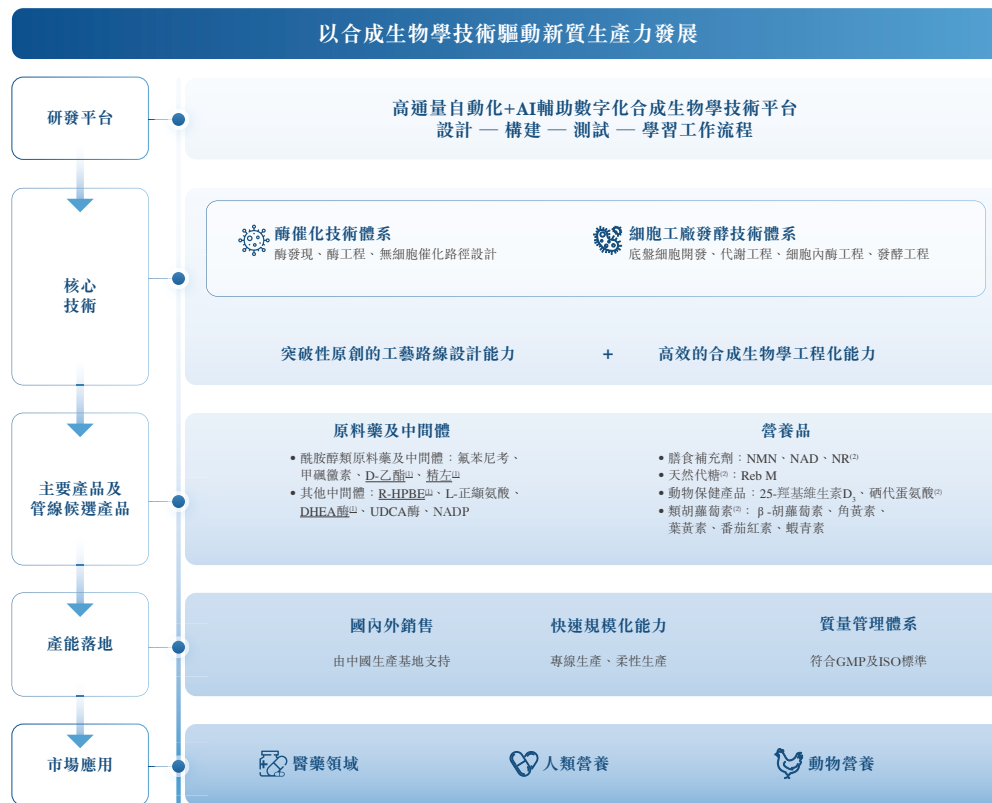 以合成生物學技術驅動新質生產力發展
研發平台
高通量自動化+AI輔助數字化合成生物學技術平台
設計 — 構建 — 測試 — 學習工作流程
核心
技術
酶催化技術體系
酶發現、酶工程、無細胞催化路徑設計
細胞工廠發酵技術體系
底盤細胞開發、代謝工程、細胞內酶工程、發酵工程
突破性原創的工藝路線設計能力 + 高效的合成生物學工程化能力
主要產品及
管線候選產品
原料藥及中間體
• 酰胺醇類原料藥及中間體：氟苯尼考、
甲砜黴素、D-乙酯(1)、精左(1)
• 其他中間體：R-HPBE(1)、L-正纈氨酸、
DHEA酶(1)、UDCA酶、NADP
營養品
• 膳食補充劑：NMN、NAD、NR(2)
• 天然代糖(2)：Reb M
• 動物保健產品：25-羥基維生素D3、硒代蛋氨酸(2)
• 類胡蘿蔔素(2)：β-胡蘿蔔素、角黃素、
葉黃素、番茄紅素、蝦青素
產能落地
國內外銷售
由中國生產基地支持
快速規模化能力
專線生產、柔性生產
質量管理體系
符合GMP及ISO標準
市場應用
醫藥領域
人類營養
動物營養